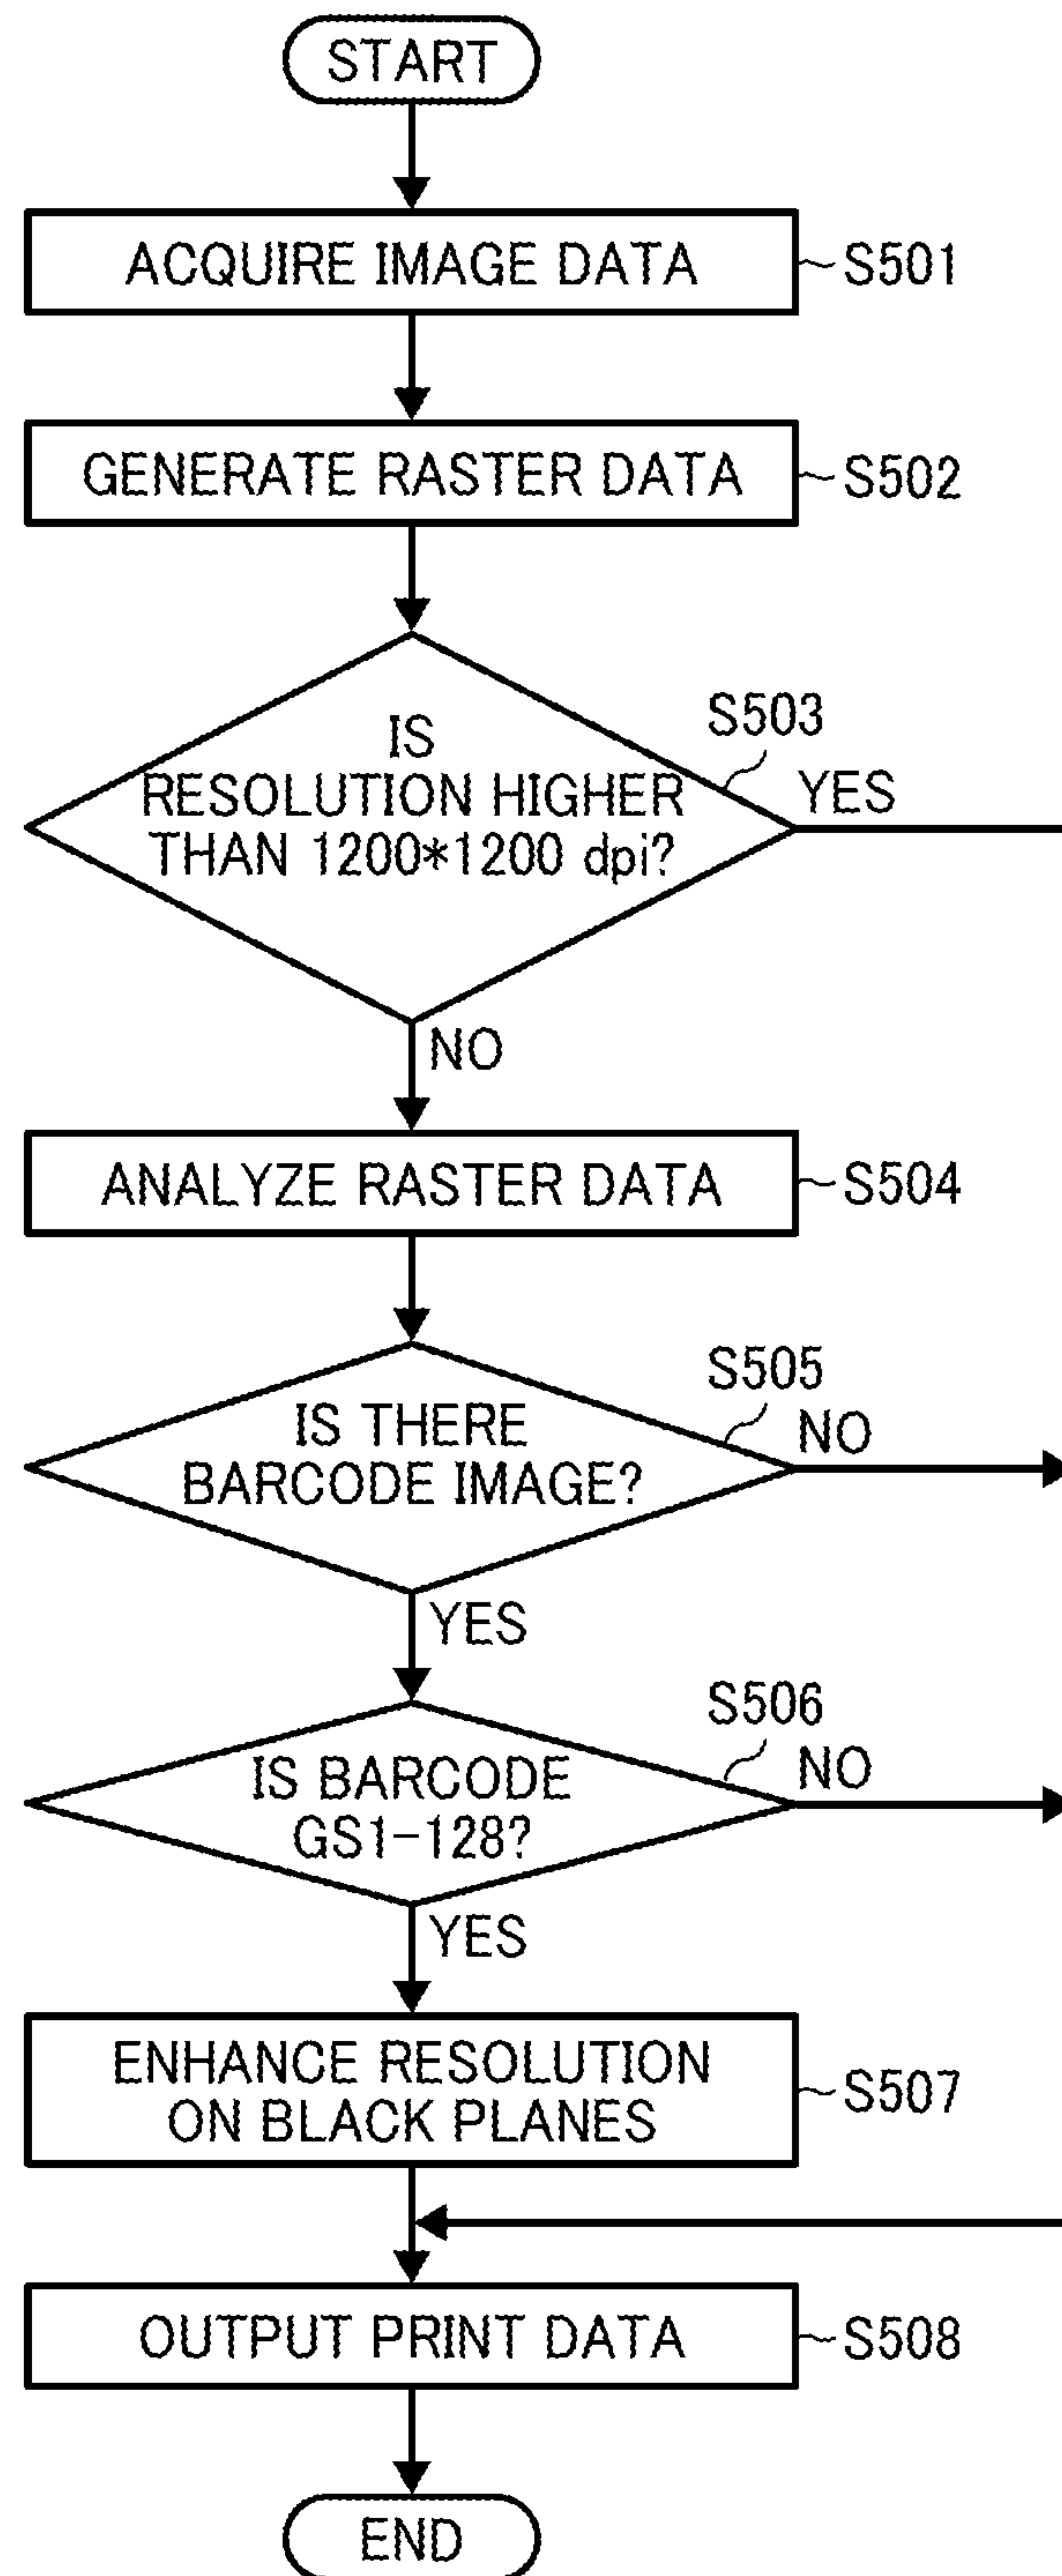 START
ACQUIRE IMAGE DATA
S501
GENERATE RASTER DATA
S502
S503
IS
RESOLUTION HIGHER
THAN 1200*1200 dpi?
YES
NO
ANALYZE RASTER DATA
S504
S505
IS THERE
BARCODE IMAGE?
NO
YES
S506
IS BARCODE
GS1-128?
NO
YES
ENHANCE RESOLUTION
ON BLACK PLANES
S507
OUTPUT PRINT DATA
S508
END